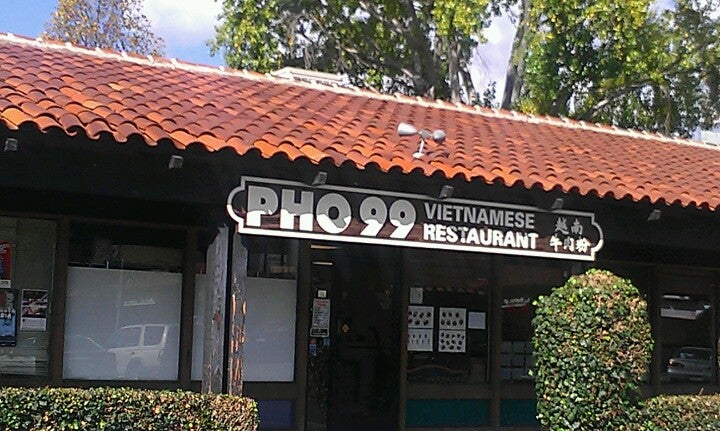 PHO 99
VIETNAMESE
RESTAURANT
越南
牛肉粉